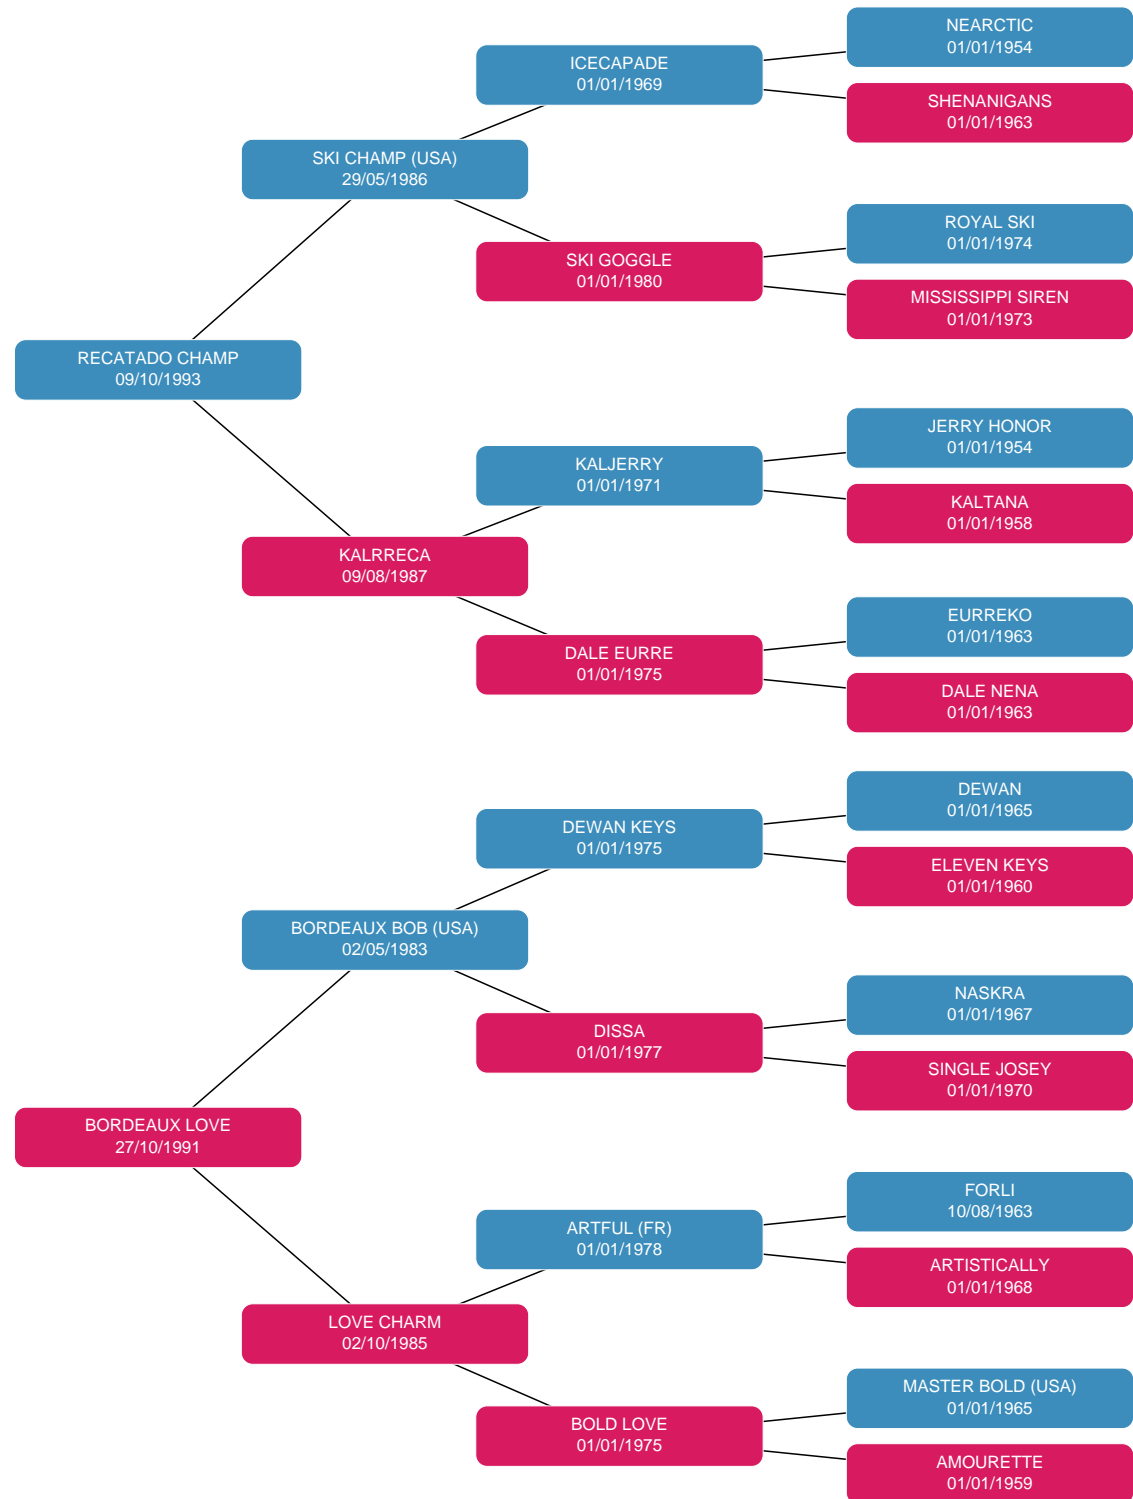 NEARCTIC
01/01/1954
ICECAPADE
01/01/1969
SHENANIGANS
01/01/1963
SKI CHAMP (USA)
29/05/1986
ROYAL SKI
01/01/1974
SKI GOGGLE
01/01/1980
MISSISSIPPI SIREN
01/01/1973
RECATADO CHAMP
09/10/1993
JERRY HONOR
01/01/1954
KALJERRY
01/01/1971
KALTANA
01/01/1958
KALRRECA
09/08/1987
EURREKO
01/01/1963
DALE EURRE
01/01/1975
DALE NENA
01/01/1963
DEWAN
01/01/1965
DEWAN KEYS
01/01/1975
ELEVEN KEYS
01/01/1960
BORDEAUX BOB (USA)
02/05/1983
NASKRA
01/01/1967
DISSA
01/01/1977
SINGLE JOSEY
01/01/1970
BORDEAUX LOVE
27/10/1991
FORLI
10/08/1963
ARTFUL (FR)
01/01/1978
ARTISTICALLY
01/01/1968
LOVE CHARM
02/10/1985
MASTER BOLD (USA)
01/01/1965
BOLD LOVE
01/01/1975
AMOURETTE
01/01/1959